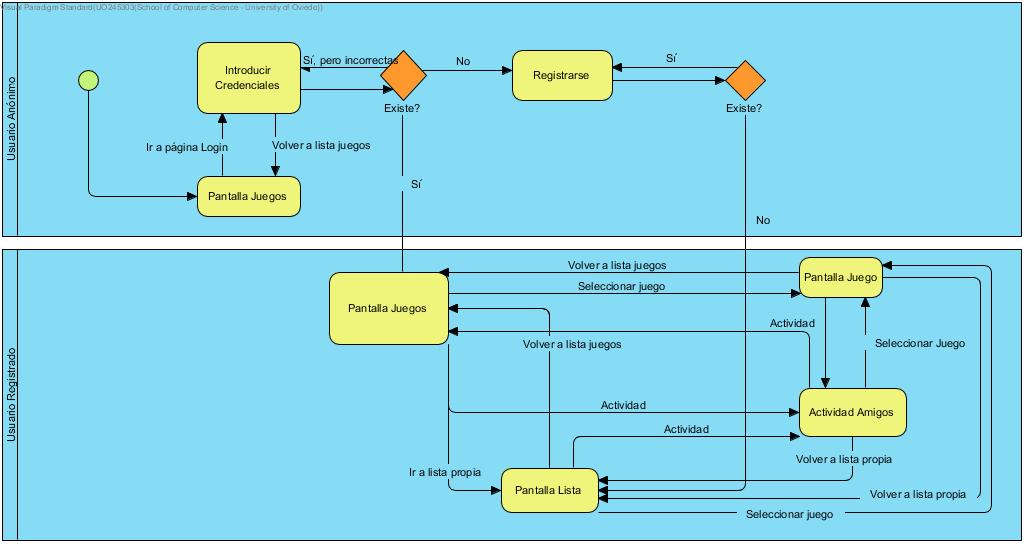 Visual Paradigm Standard(UO245303(School of Computer Science - University of Oviedo))
Usuario Anónimo
Introducir
Credenciales
Sí, pero incorrectas
Existe?
No
Registrarse
Sí
Existe?
Ir a página Login
Volver a lista juegos
Pantalla Juegos
Sí
No
Usuario Registrado
Pantalla Juegos
Volver a lista juegos
Seleccionar juego
Pantalla Juego
Actividad
Volver a lista juegos
Seleccionar Juego
Actividad
Actividad Amigos
Actividad
Volver a lista propia
Ir a lista propia
Pantalla Lista
Volver a lista propia
Seleccionar juego